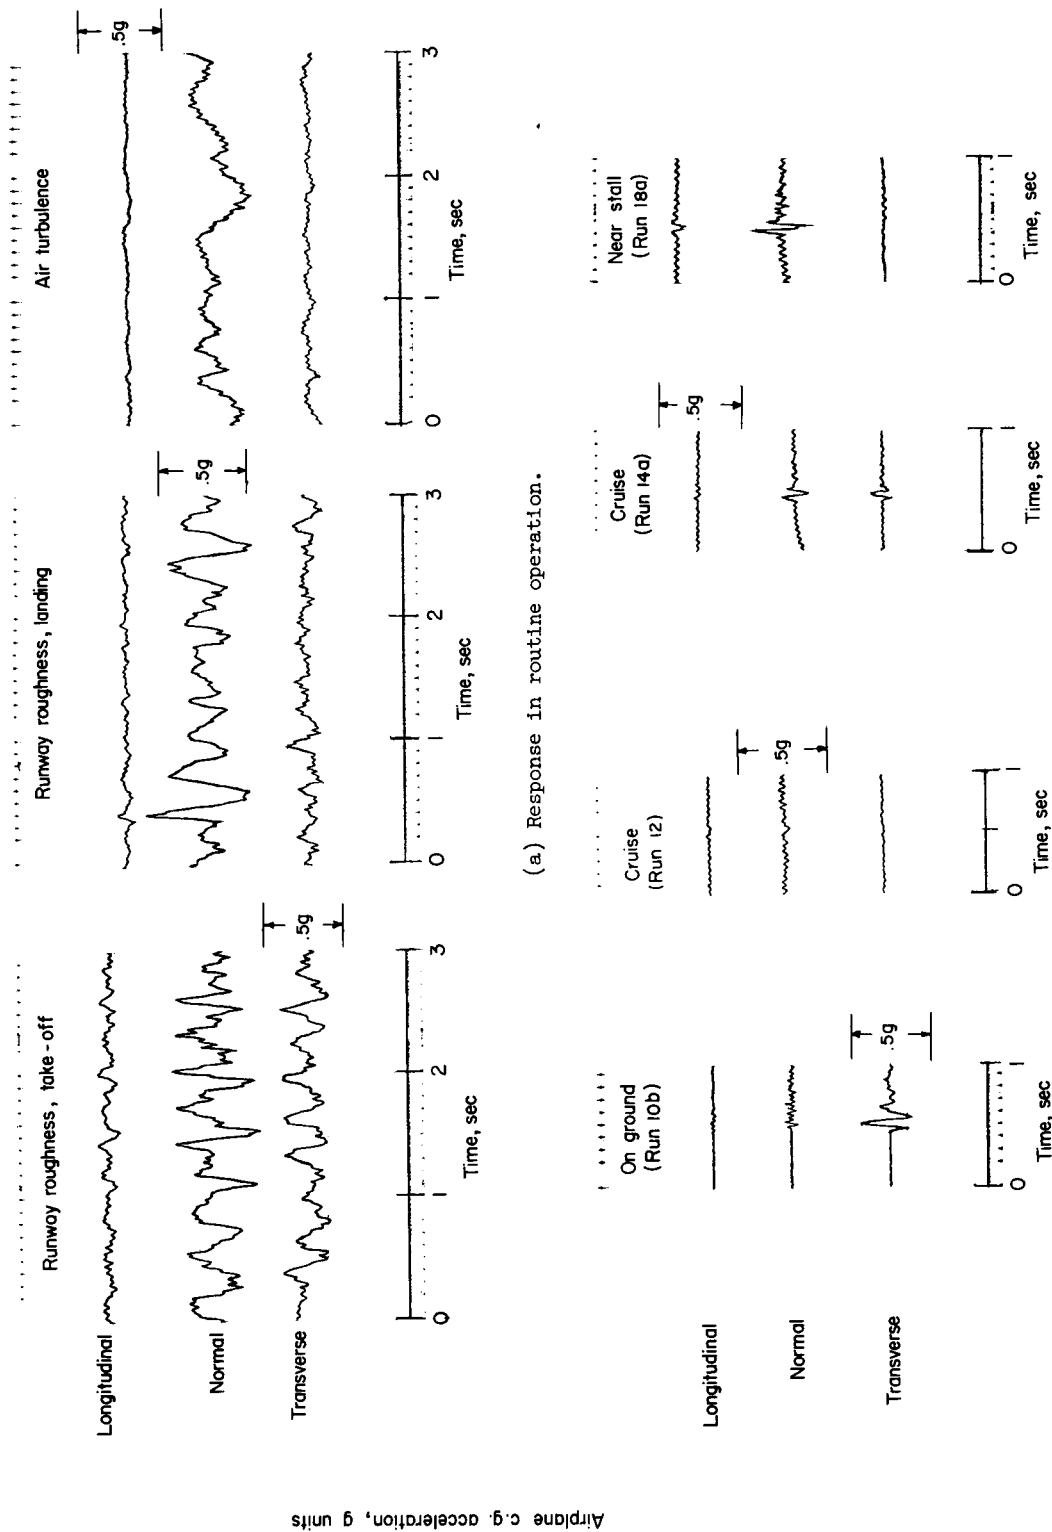 Airplane c.g. acceleration, g units
Runway roughness, take-off
Longitudinal
Normal
Transverse
.5g
0 1 2 3
Time, sec
Runway roughness, landing
.5g
0 1 2 3
Time, sec
Air turbulence
.5g
0 1 2 3
Time, sec
(a) Response in routine operation.
On ground
(Run 10b)
Longitudinal
Normal
Transverse
.5g
0 1
Time, sec
Cruise
(Run 12)
.5g
0 1
Time, sec
Cruise
(Run 14a)
.5g
0 1
Time, sec
Near stall
(Run 18a)
0 1
Time, sec